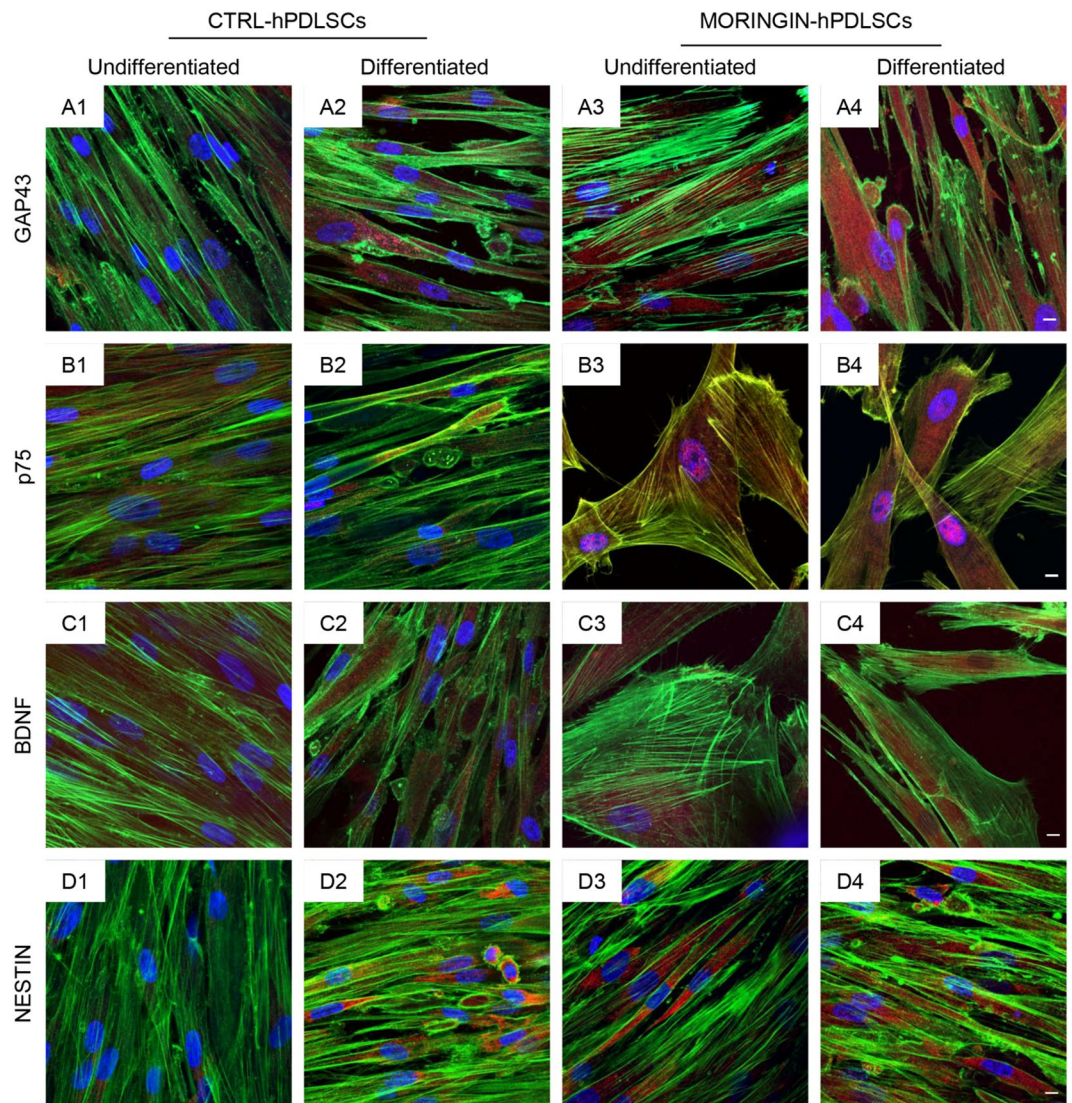 CTRL-hPDLSCs MORINGIN-hPDLSCs
Undifferentiated Differentiated Undifferentiated Differentiated
GAP43
A1 A2 A3 A4
p75
B1 B2 B3 B4
BDNF
C1 C2 C3 C4
NESTIN
D1 D2 D3 D4